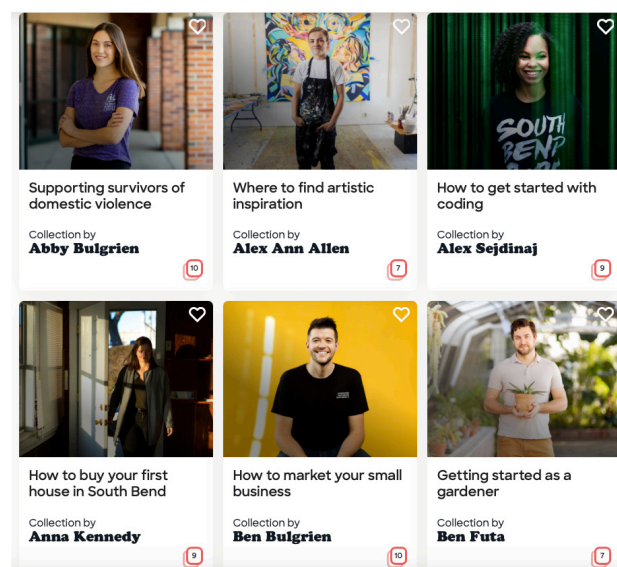 SOUTH
BEND
Supporting survivors of
domestic violence
Collection by
Abby Bulgrien
10
Where to find artistic
inspiration
Collection by
Alex Ann Allen
7
How to get started with
coding
Collection by
Alex Sejdinaj
9
How to buy your first
house in South Bend
Collection by
Anna Kennedy
9
How to market your small
business
Collection by
Ben Bulgrien
10
Getting started as a
gardener
Collection by
Ben Futa
7